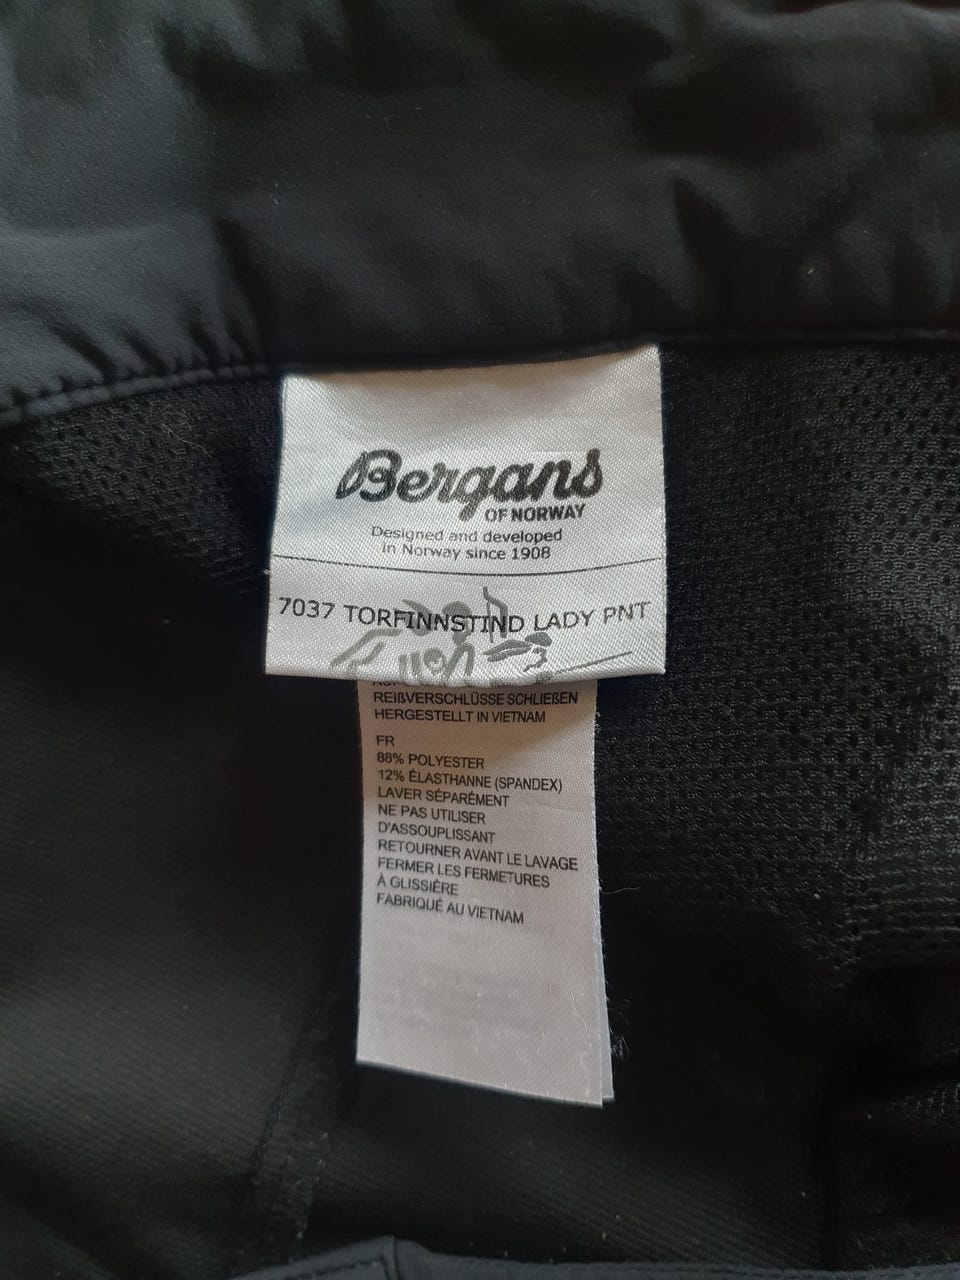 Bergans
OF NORWAY
Designed and developed
in Norway since 1908
7037 TORFINNSTIND LADY PNT
REIßVERSCHLÜSSE SCHLIEßEN
HERGESTELLT IN VIETNAM
FR
88% POLYESTER
12% ÉLASTHANNE (SPANDEX)
LAVER SÉPARÉMENT
NE PAS UTILISER
D'ASSOUPLISSANT
RETOURNER AVANT LE LAVAGE
FERMER LES FERMETURES
À GLISSIÈRE
FABRIQUÉ AU VIETNAM